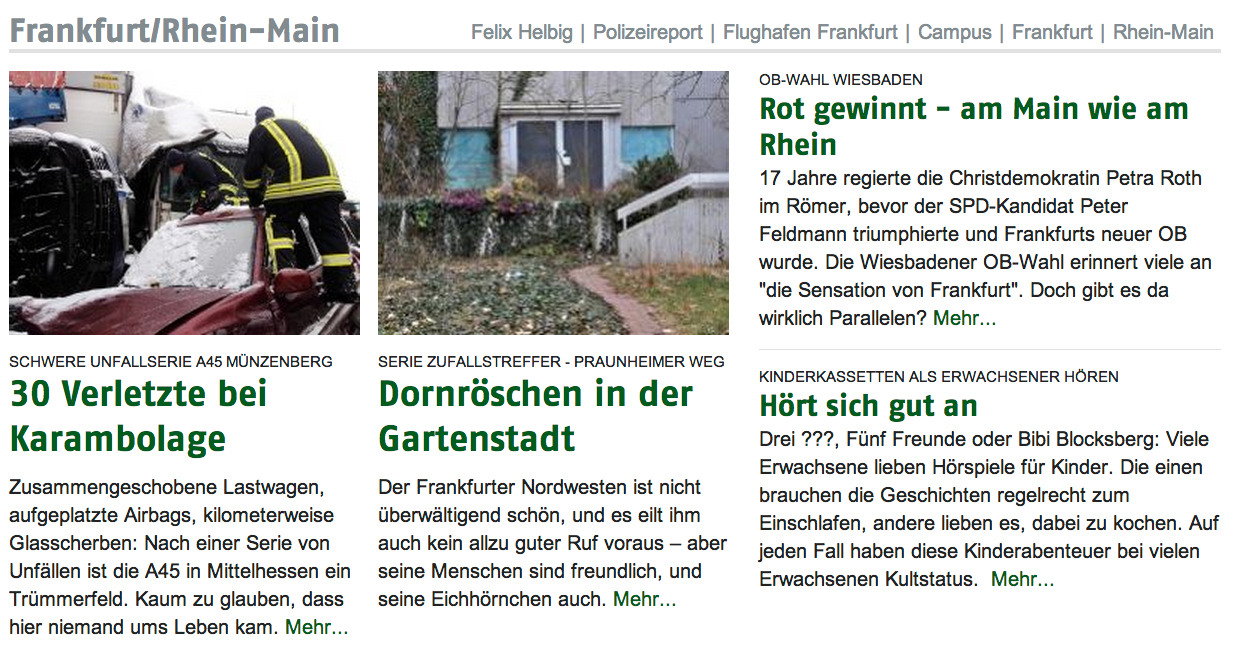 Frankfurt/Rhein-Main
Felix Helbig | Polizeireport | Flughafen Frankfurt | Campus | Frankfurt | Rhein-Main
SCHWERE UNFALLSERIE A45 MÜNZENBERG
30 Verletzte bei
Karambolage
Zusammengeschobene Lastwagen,
aufgeplatzte Airbags, kilometerweise
Glasscherben: Nach einer Serie von
Unfällen ist die A45 in Mittelhessen ein
Trümmerfeld. Kaum zu glauben, dass
hier niemand ums Leben kam. Mehr...
SERIE ZUFALLSTREFFER - PRAUNHEIMER WEG
Dornröschen in der
Gartenstadt
Der Frankfurter Nordwesten ist nicht
überwältigend schön, und es eilt ihm
auch kein allzu guter Ruf voraus – aber
seine Menschen sind freundlich, und
seine Eichhörnchen auch. Mehr...
OB-WAHL WIESBADEN
Rot gewinnt - am Main wie am
Rhein
17 Jahre regierte die Christdemokratin Petra Roth
im Römer, bevor der SPD-Kandidat Peter
Feldmann triumphierte und Frankfurts neuer OB
wurde. Die Wiesbadener OB-Wahl erinnert viele an
"die Sensation von Frankfurt". Doch gibt es da
wirklich Parallelen? Mehr...
KINDERKASSETTEN ALS ERWACHSENER HÖREN
Hört sich gut an
Drei ???, Fünf Freunde oder Bibi Blocksberg: Viele
Erwachsene lieben Hörspiele für Kinder. Die einen
brauchen die Geschichten regelrecht zum
Einschlafen, andere lieben es, dabei zu kochen. Auf
jeden Fall haben diese Kinderabenteuer bei vielen
Erwachsenen Kultstatus. Mehr...